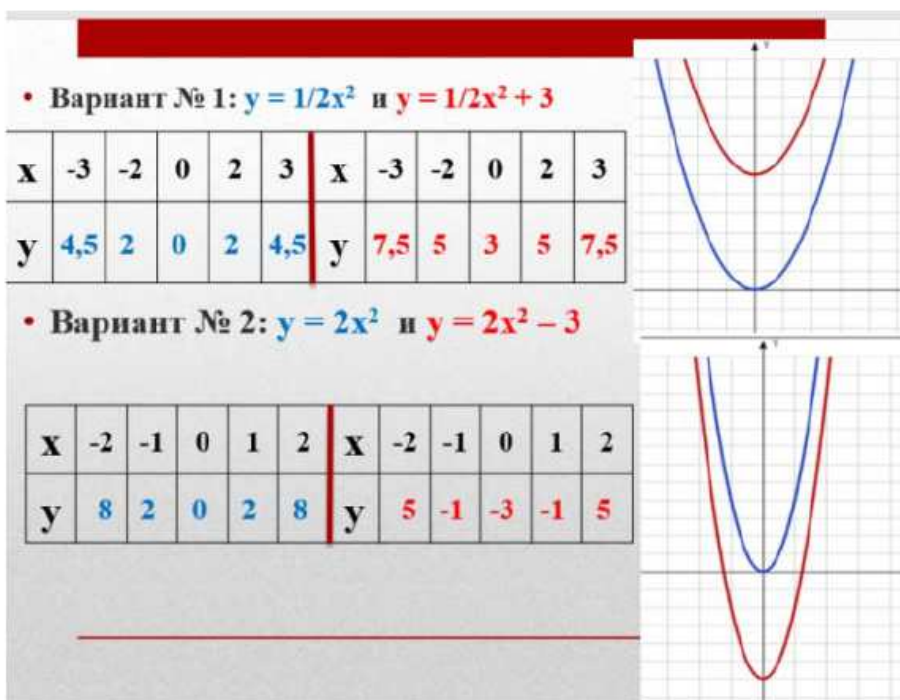 • Вариант № 1: y = 1/2x² и y = 1/2x² + 3
x -3 -2 0 2 3 x -3 -2 0 2 3
y 4,5 2 0 2 4,5 y 7,5 5 3 5 7,5
• Вариант № 2: y = 2x² и y = 2x² – 3
x -2 -1 0 1 2 x -2 -1 0 1 2
y 8 2 0 2 8 y 5 -1 -3 -1 5